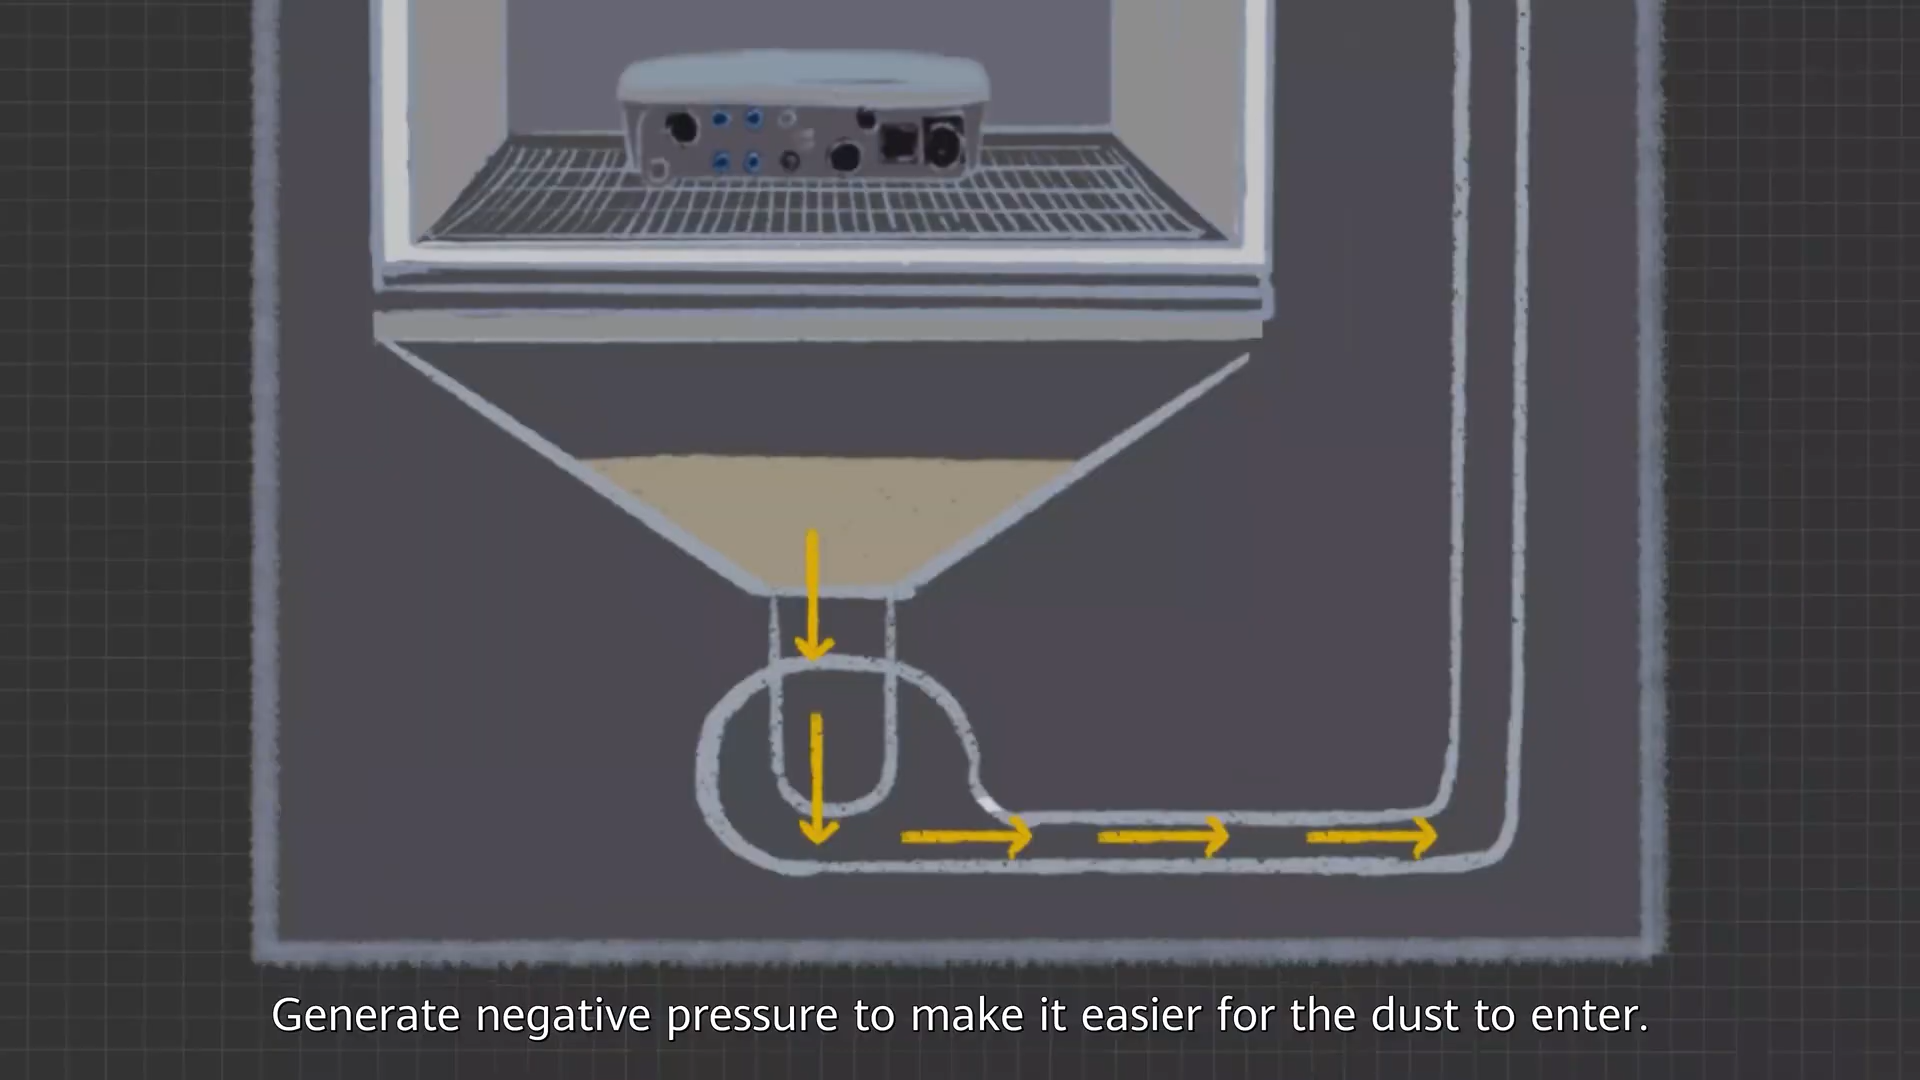 Generate negative pressure to make it easier for the dust to enter.